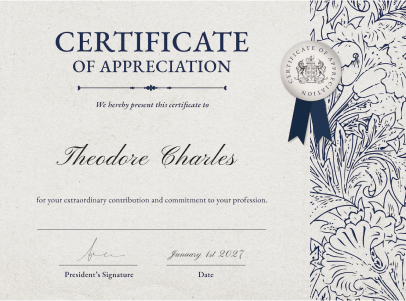 CERTIFICATE
OF APPRECIATION
We hereby present this certificate to
Theodore Charles
for your extraordinary contribution and commitment to your profession.
January 1st 2027
President's Signature
Date
CERTIFICATE OF APPRECIATION